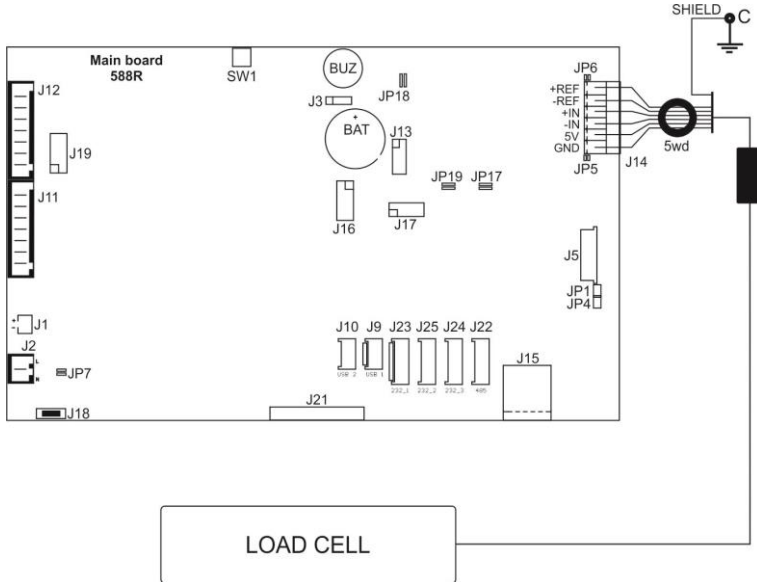 SHIELD
C
Main board
588R
SW1
BUZ
JP18
J3
+
BAT
J13
J12
J19
J11
JP6
+REF
-REF
+IN
-IN
5V
GND
J14
JP5
5wd
JP19
JP17
J16
J17
J5
JP1
JP4
+
-
J1
J2
L
N
JP7
J18
J10
J9
J23
J25
J24
J22
USB 2
USB 1
232_1
232_2
232_3
485
J15
J21
LOAD CELL